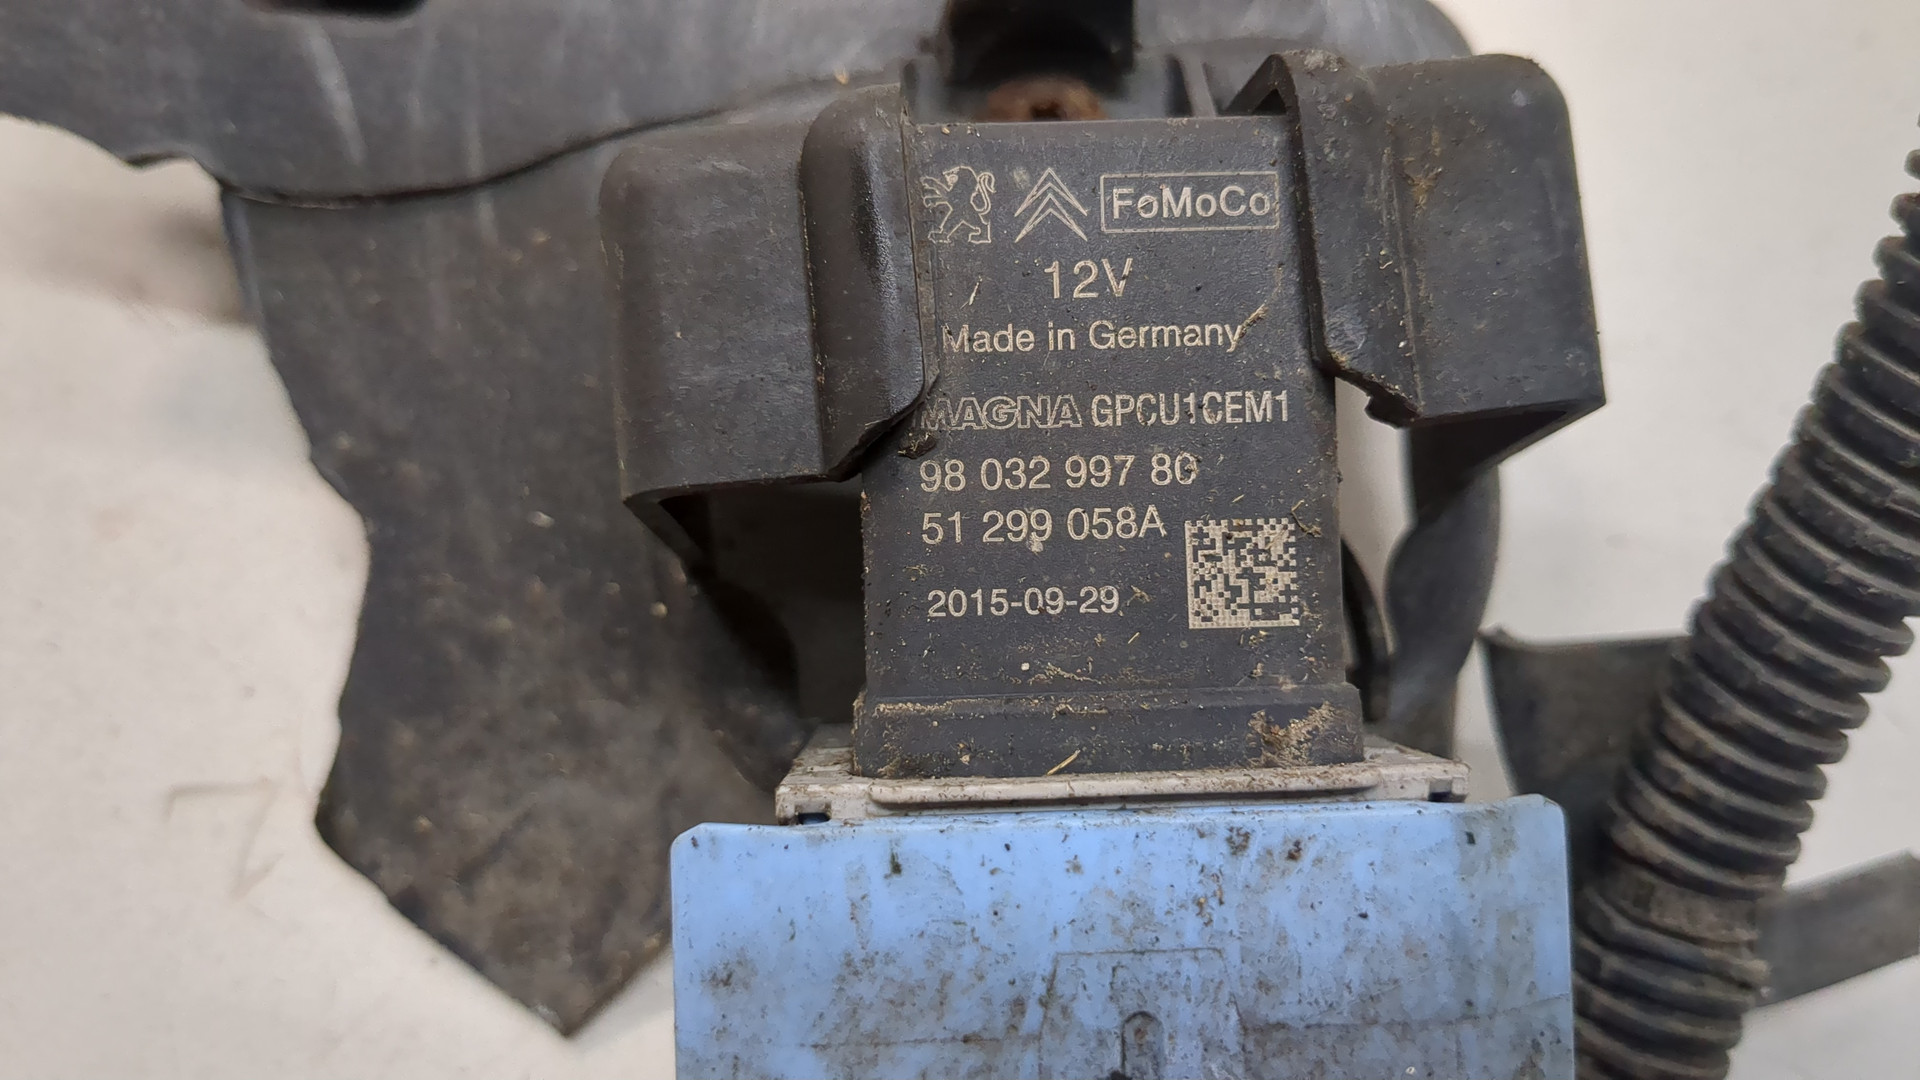 FoMoCo
12V
Made in Germany
MAGNA GPCU1CEM1
98 032 997 80
51 299 058A
2015-09-29